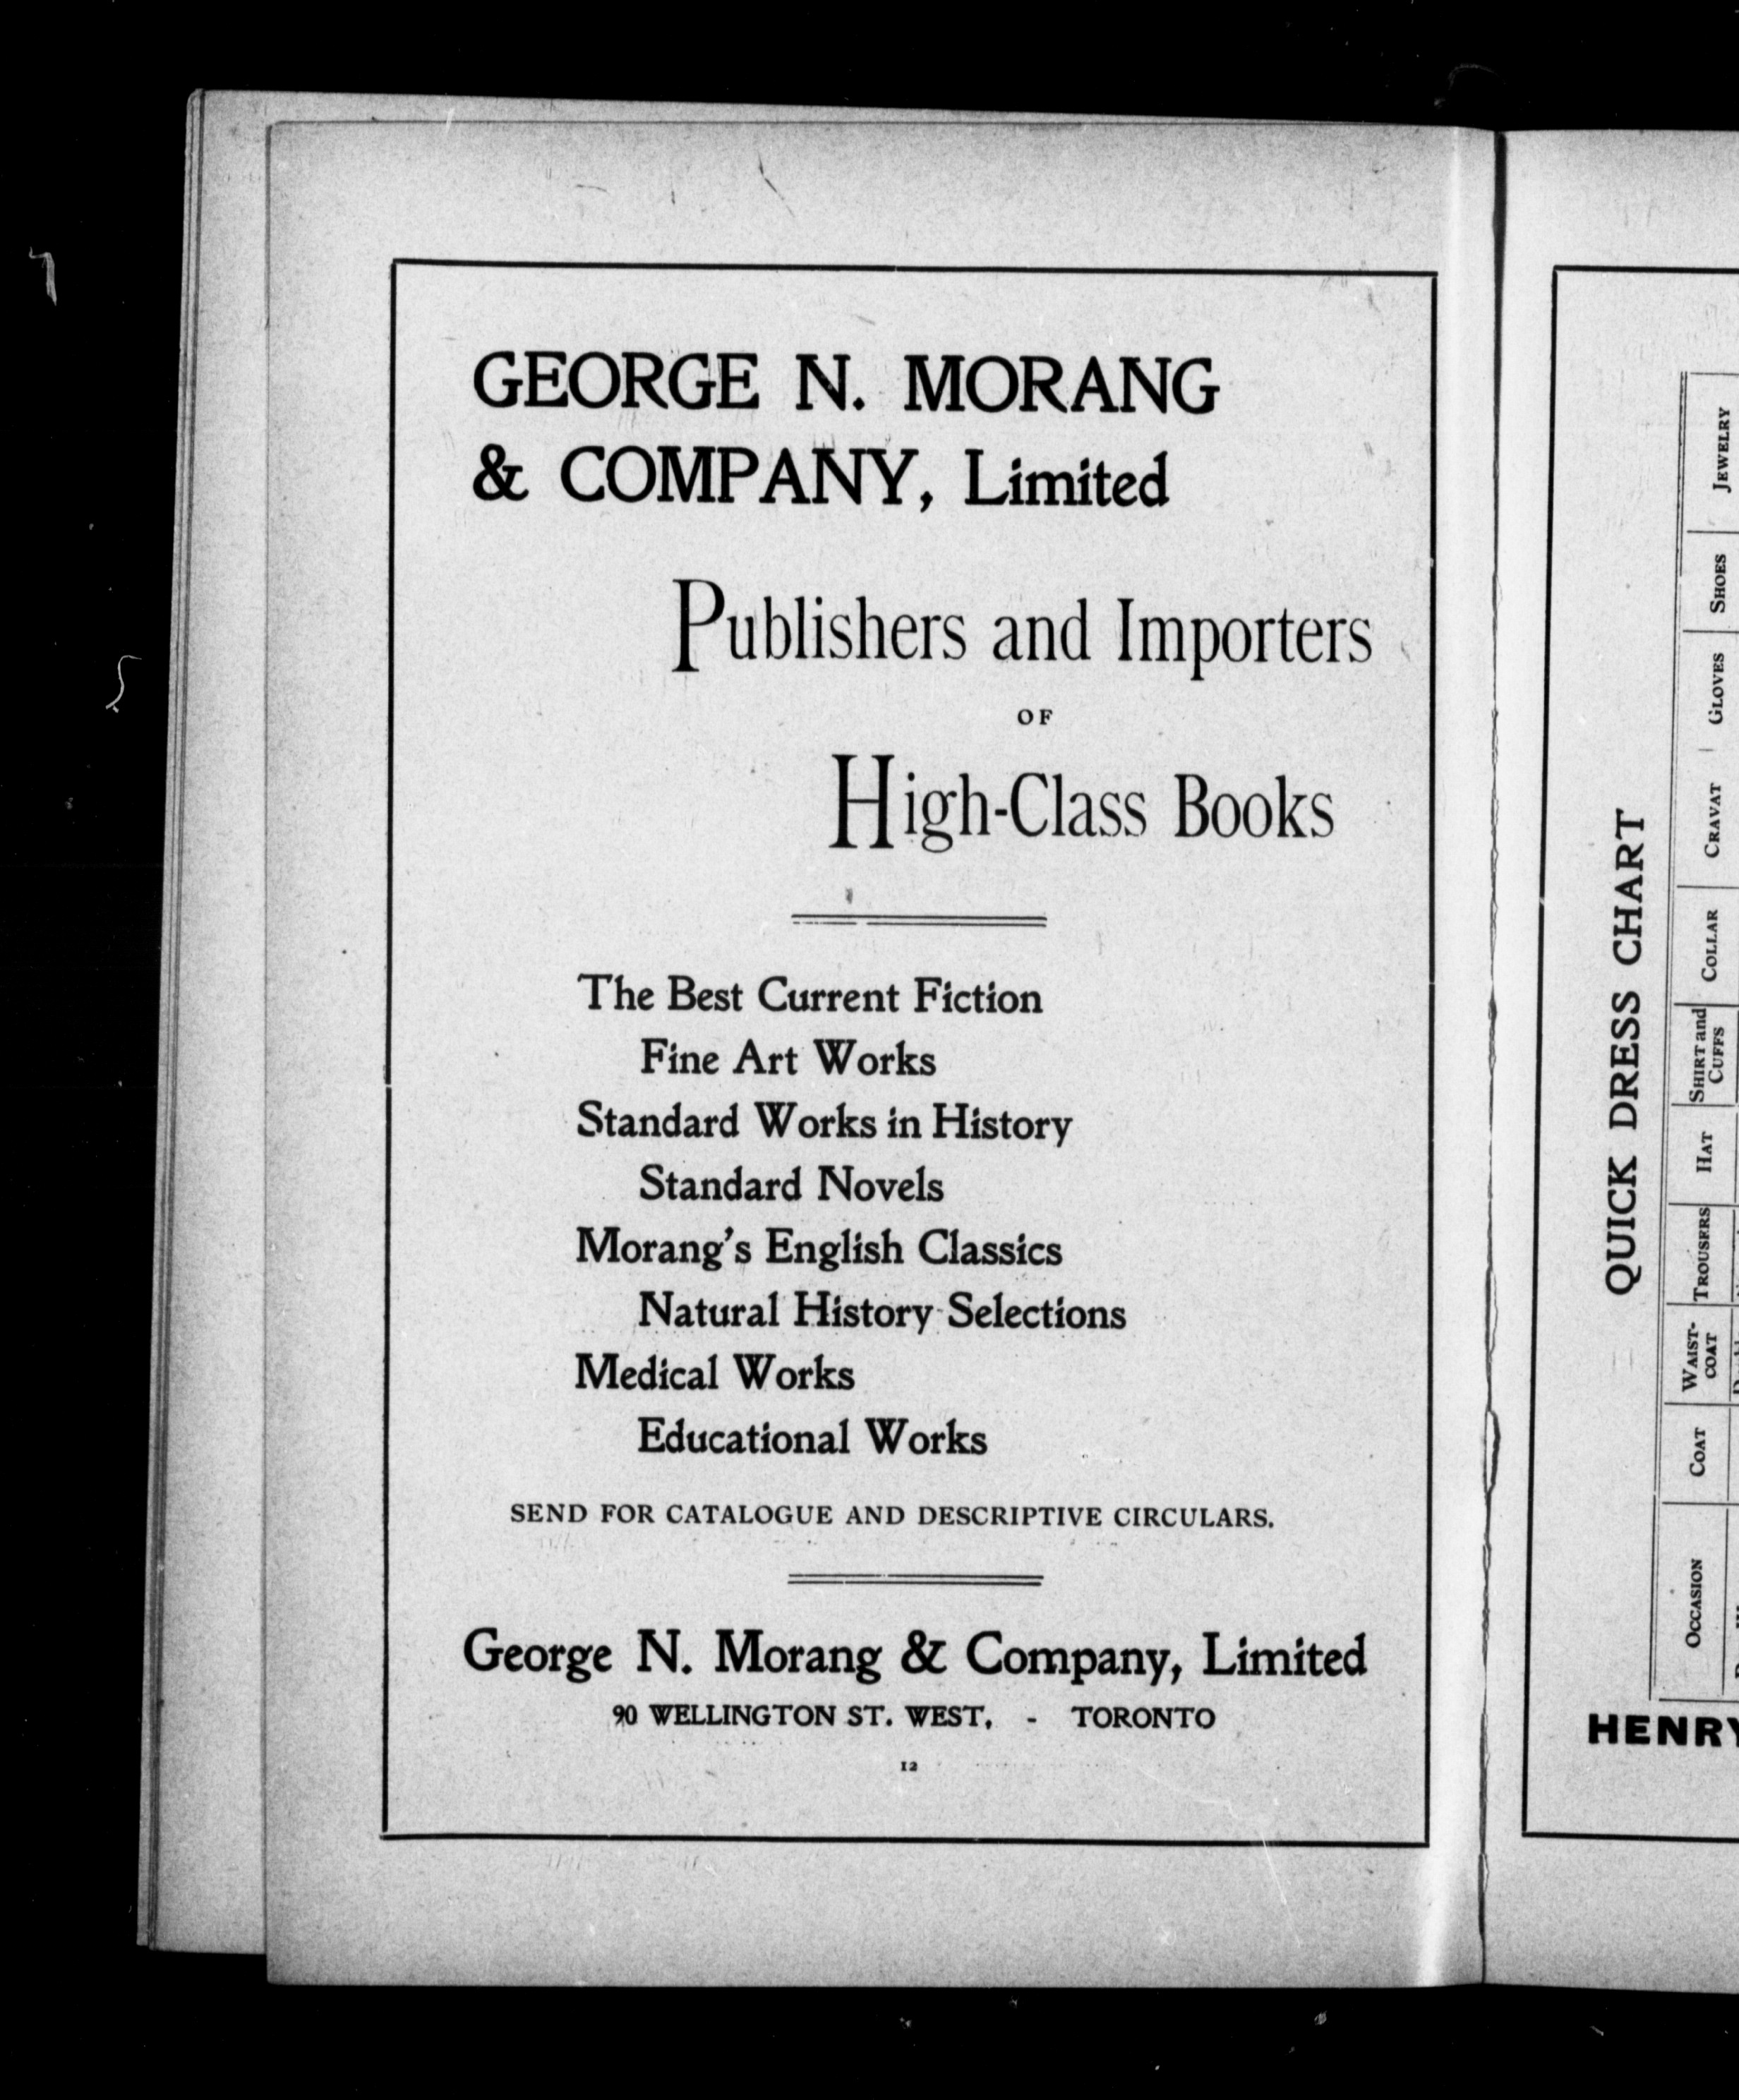 GEORGE N. MORANG
& COMPANY, Limited
Publishers and Importers
OF
High-Class Books
The Best Current Fiction
Fine Art Works
Standard Works in History
Standard Novels
Morang's English Classics
Natural History Selections
Medical Works
Educational Works
SEND FOR CATALOGUE AND DESCRIPTIVE CIRCULARS.
George N. Morang & Company, Limited
90 WELLINGTON ST. WEST, - TORONTO
12
QUICK DRESS CHART
OCCASION
COAT
WAIST-
COAT
TROUSERS
HAT
SHIRT and
CUFFS
COLLAR
CRAVAT
GLOVES
SHOES
JEWELRY
HENRY